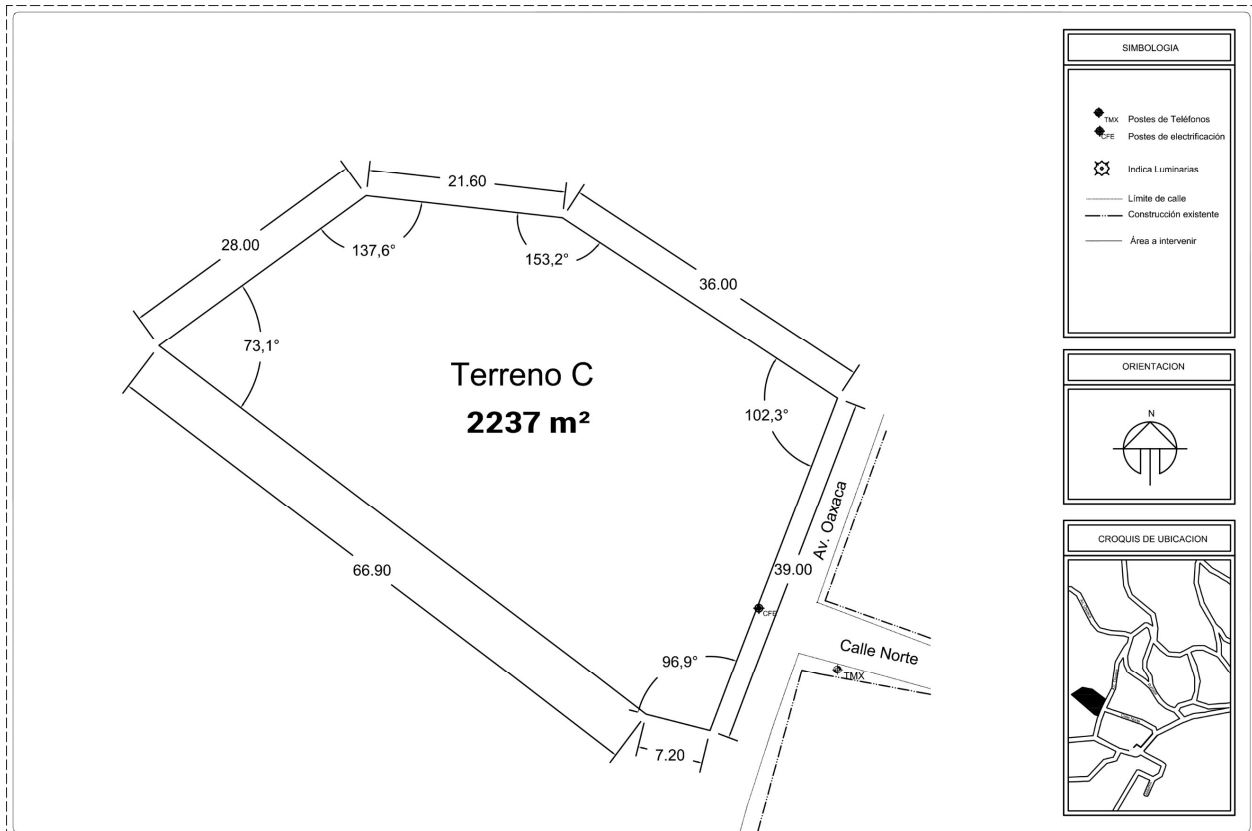 21.60
28.00
137,6°
153,2°
36.00
73,1°
Terreno C
2237 m²
102,3°
Av. Oaxaca
66.90
39.00
CFE
96,9°
Calle Norte
TMX
7.20
SIMBOLOGIA
TMX Postes de Teléfonos
CFE Postes de electrificación
Indica Luminarias
Límite de calle
Construcción existente
Área a intervenir
ORIENTACION
N
CROQUIS DE UBICACION